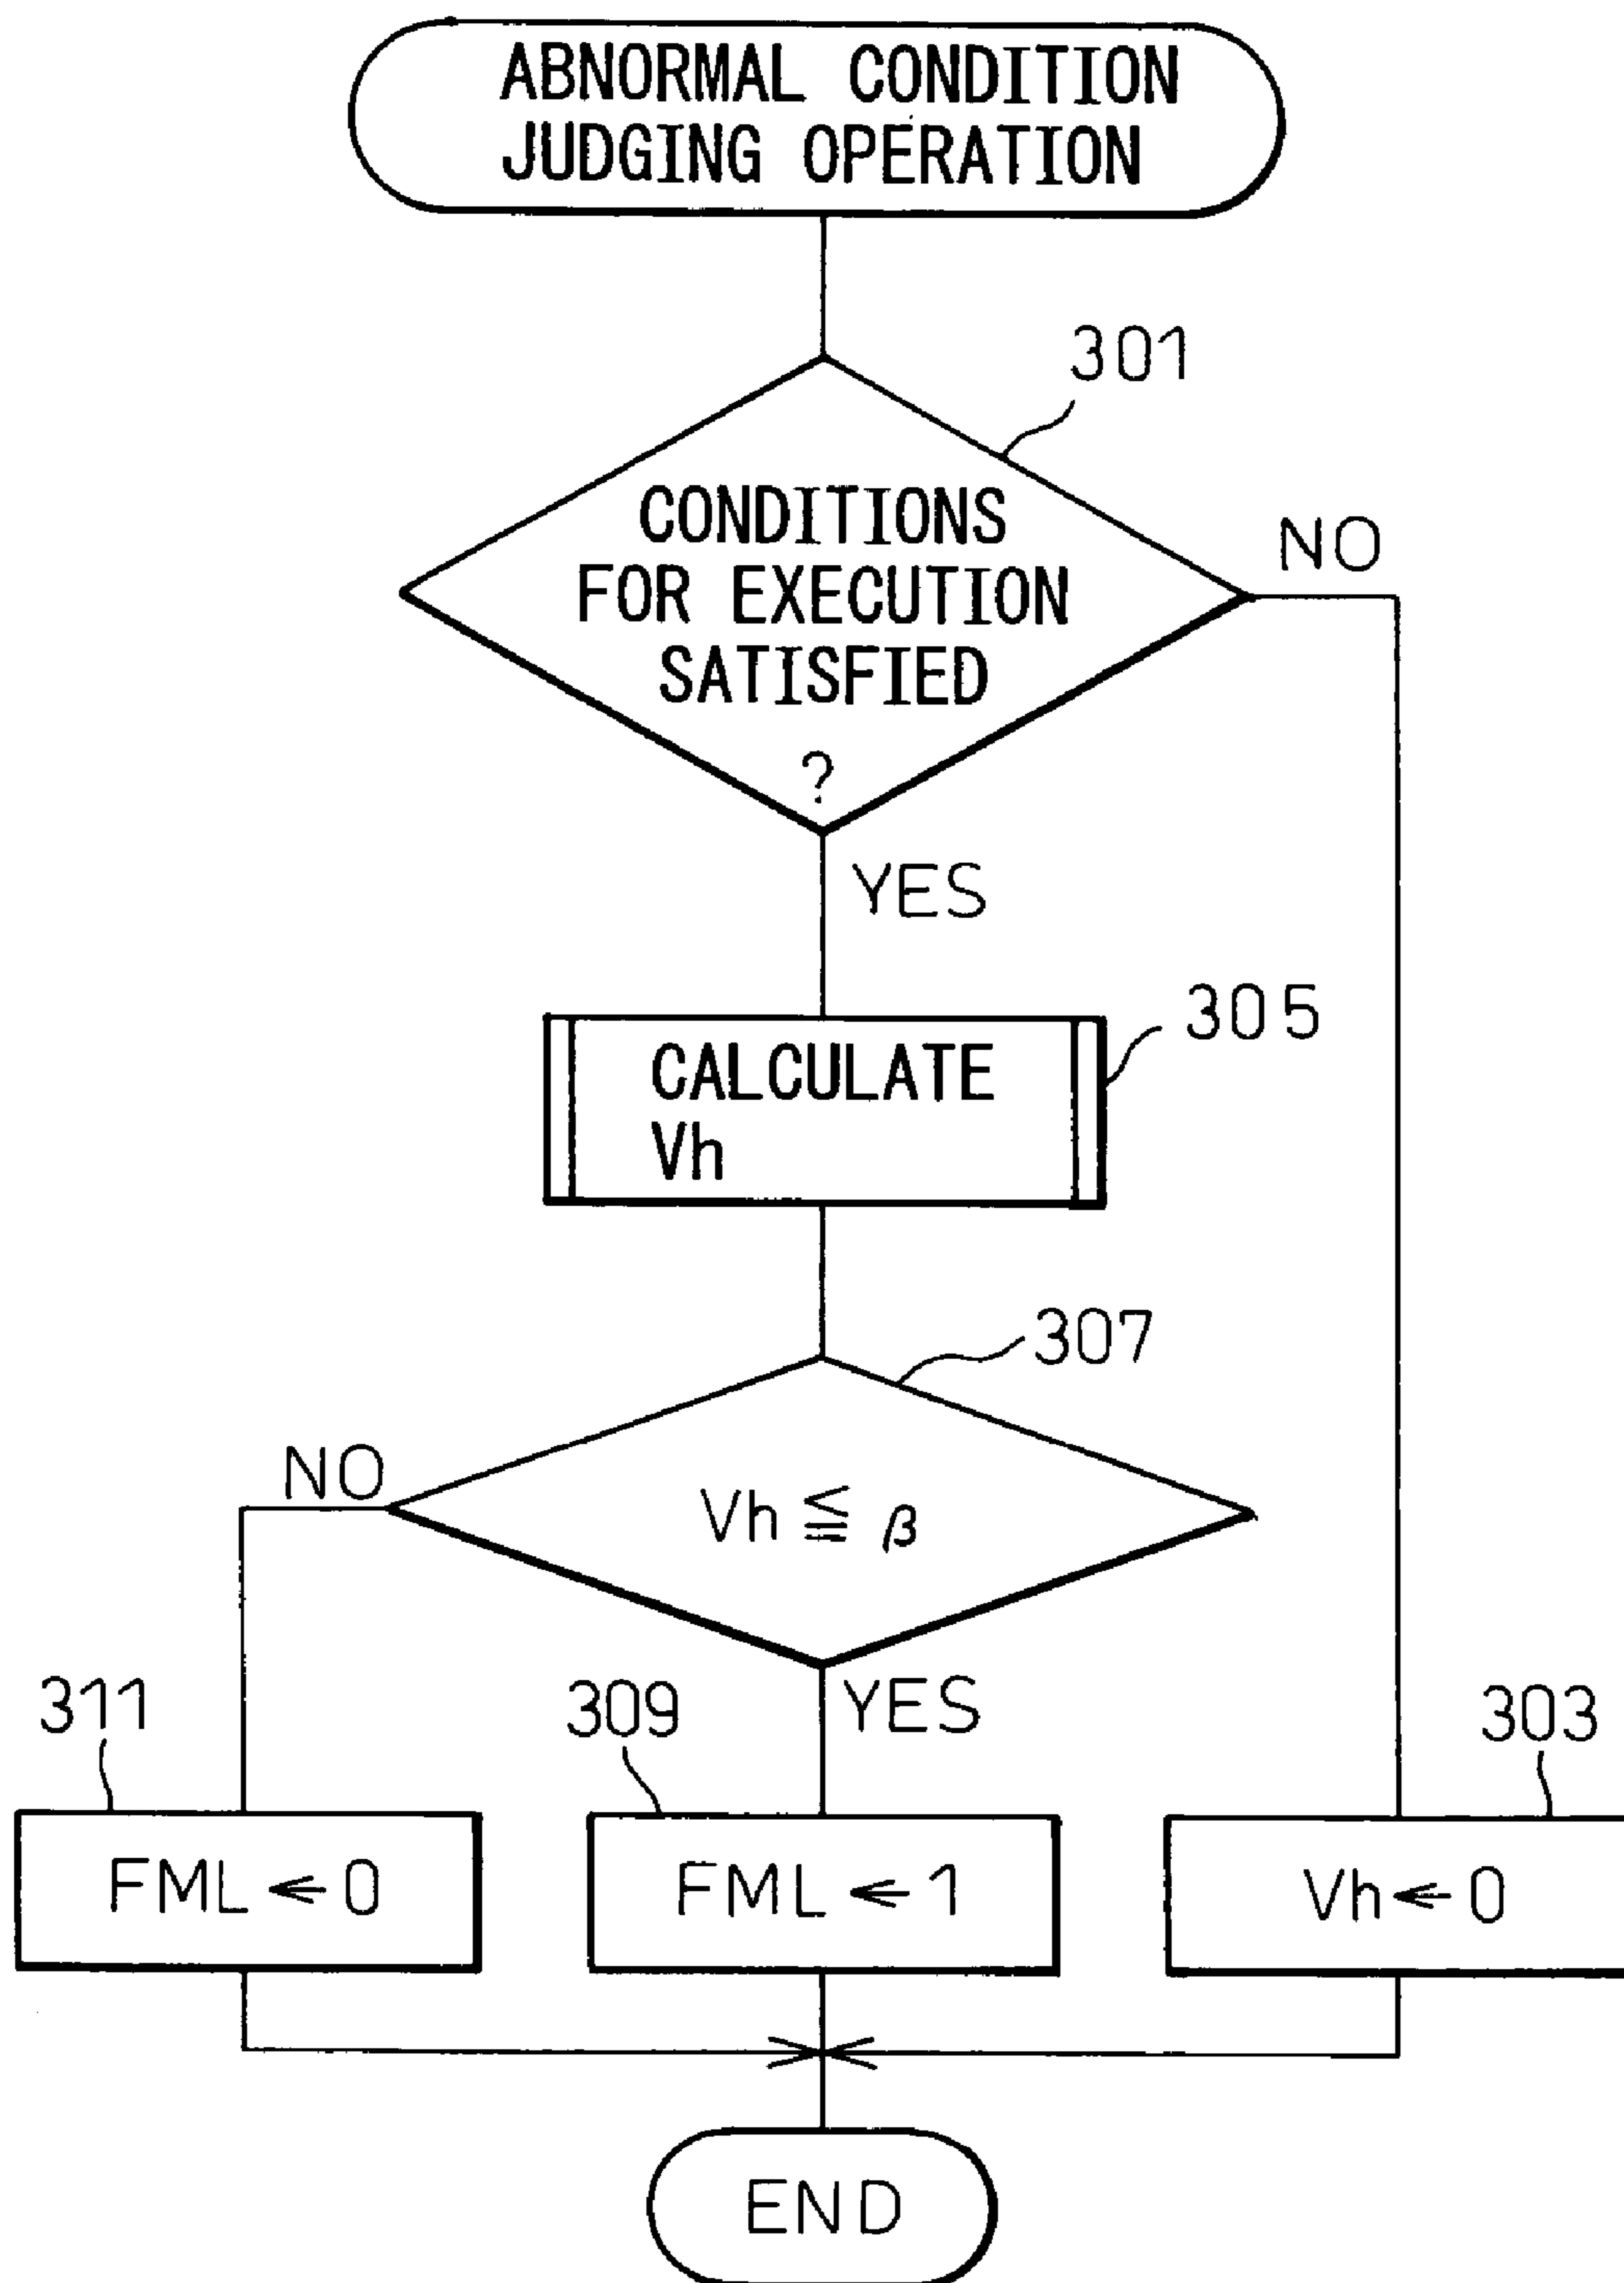 ABNORMAL CONDITION
JUDGING OPERATION
301
CONDITIONS
FOR EXECUTION
SATISFIED
?
NO
YES
305
CALCULATE
Vh
307
Vh ≦ β
NO
YES
311
309
303
FML ← 0
FML ← 1
Vh ← 0
END